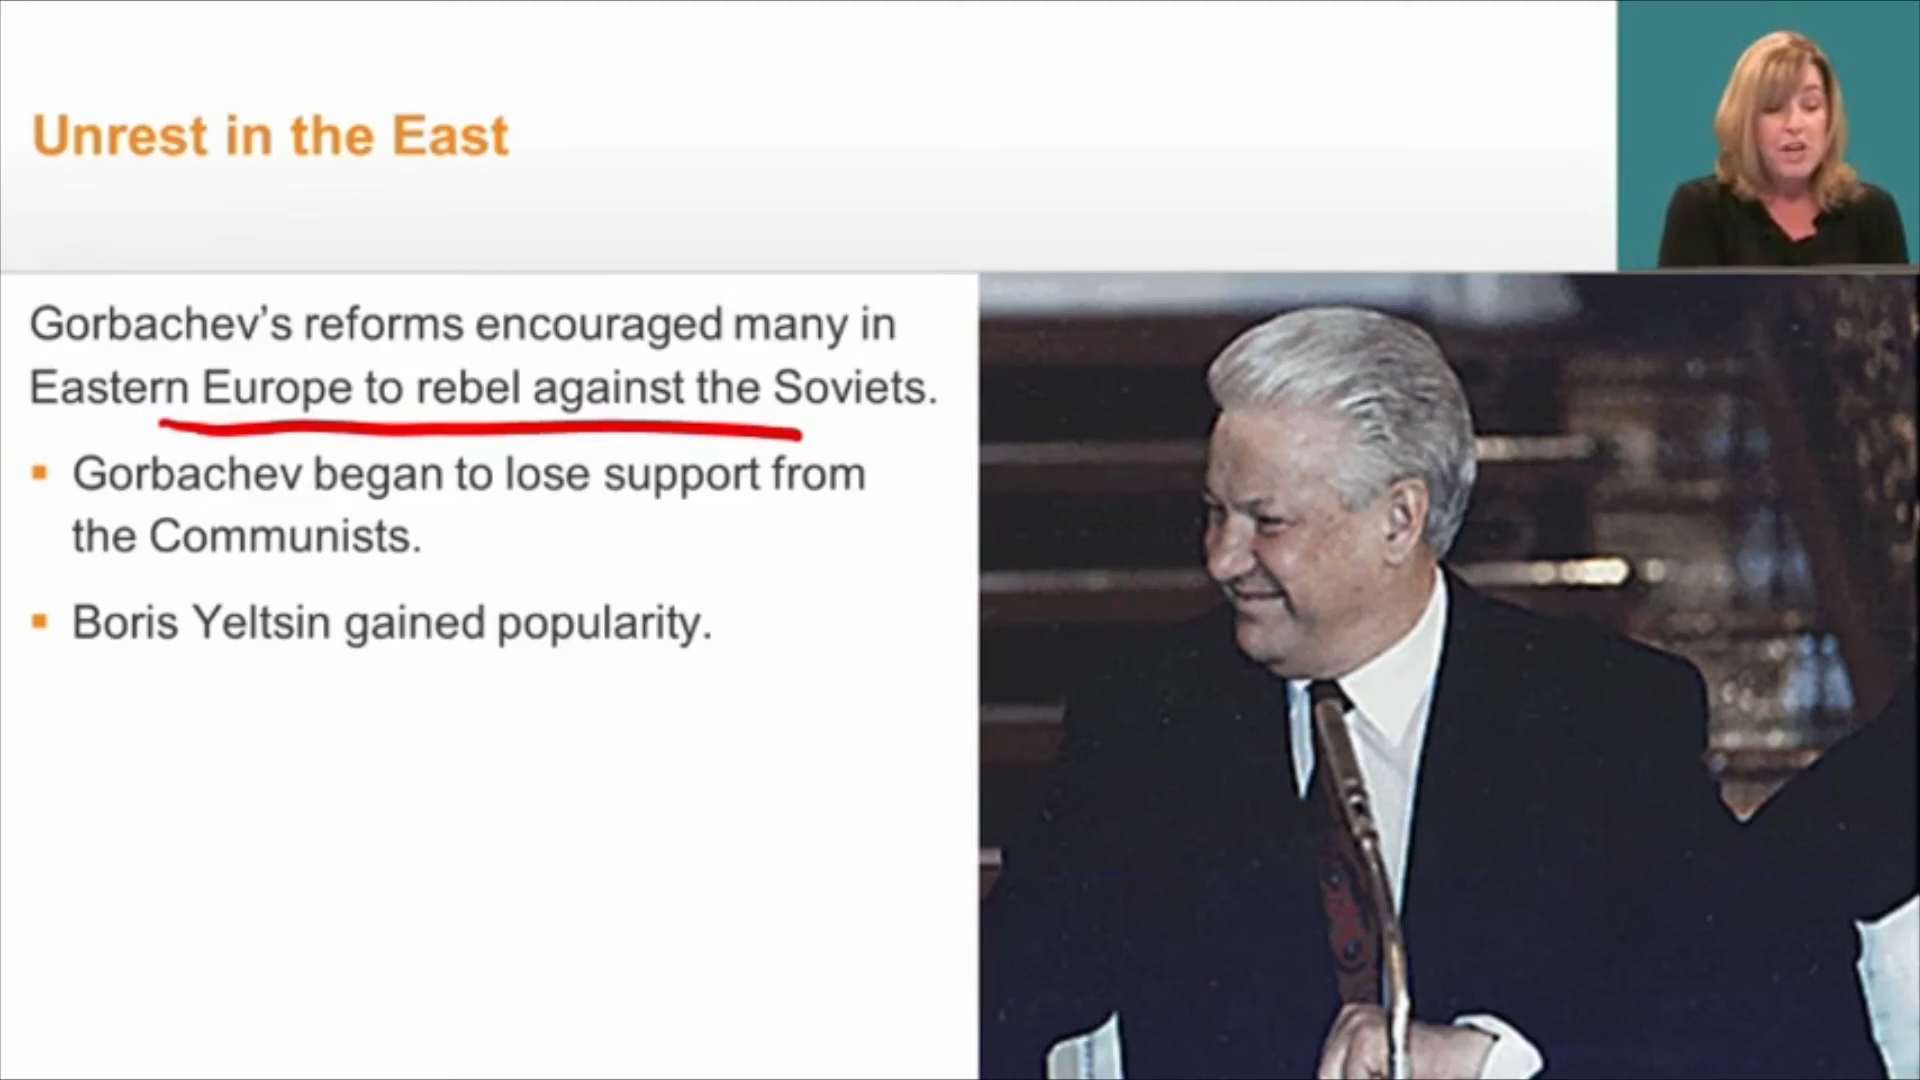 Unrest in the East
Gorbachev’s reforms encouraged many in
Eastern Europe to rebel against the Soviets.
▪ Gorbachev began to lose support from
the Communists.
▪ Boris Yeltsin gained popularity.